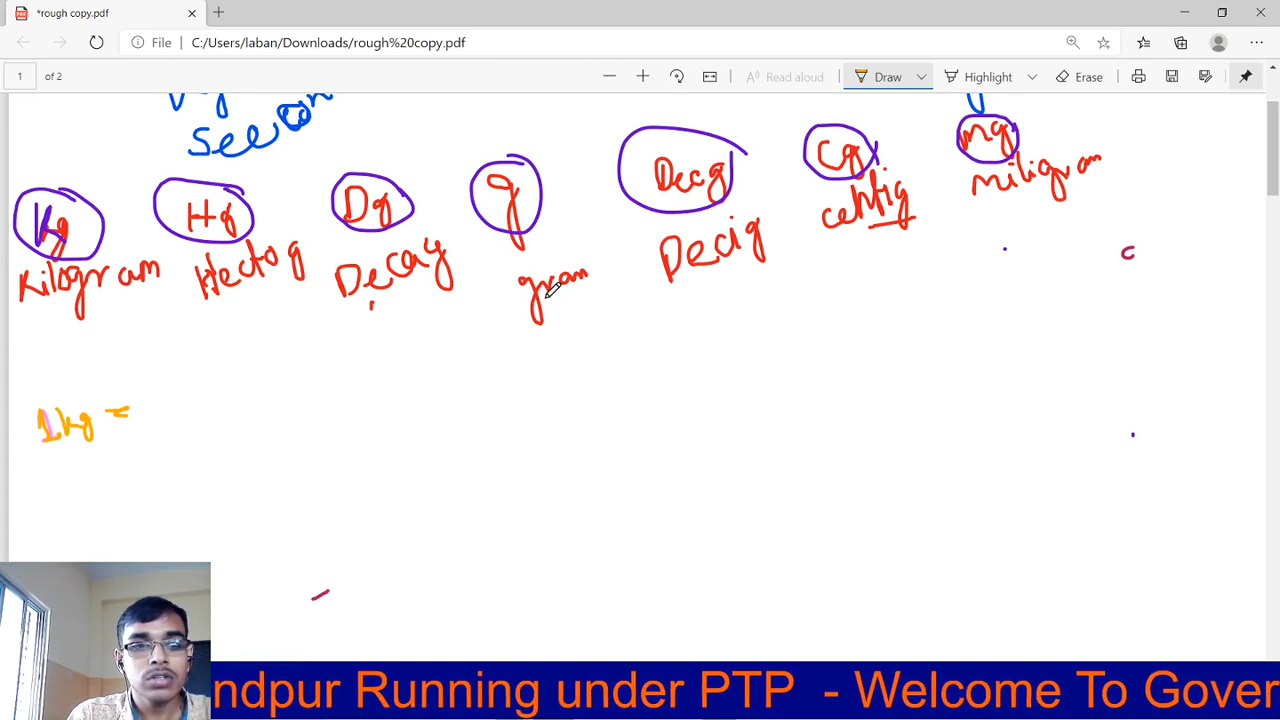 *rough copy.pdf
File C:/Users/laban/Downloads/rough%20copy.pdf
1 of 2 Read aloud Draw Highlight Erase
See
Kg Hg Dg g Decg Cg mg
Kilogram Hectog Decag gram Decig centig miligram
c
1kg =
ndpur Running under PTP - Welcome To Gover